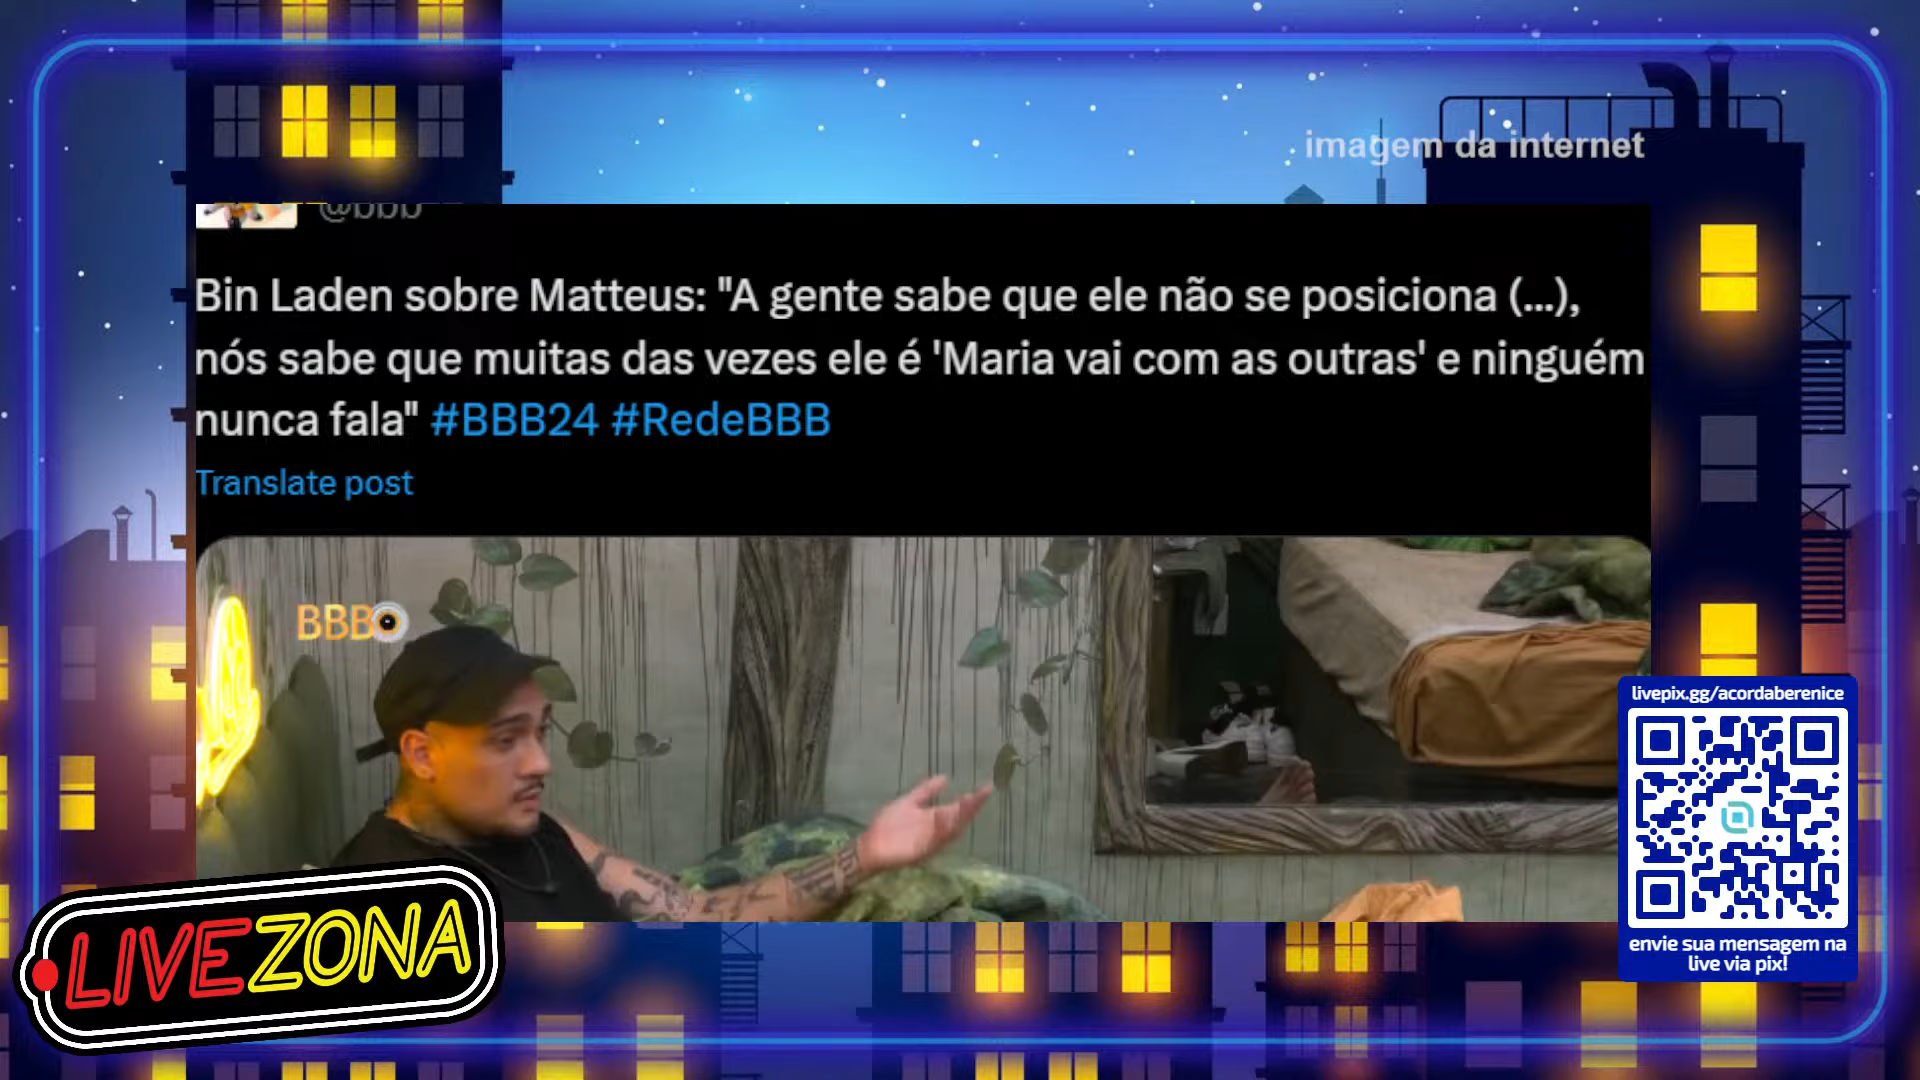 imagem da internet
@bbb
Bin Laden sobre Matteus: "A gente sabe que ele não se posiciona (...),
nós sabe que muitas das vezes ele é 'Maria vai com as outras' e ninguém
nunca fala" #BBB24 #RedeBBB
Translate post
BBB
livepix.gg/acordaberenice
envie sua mensagem na
live via pix!
LIVEZONA